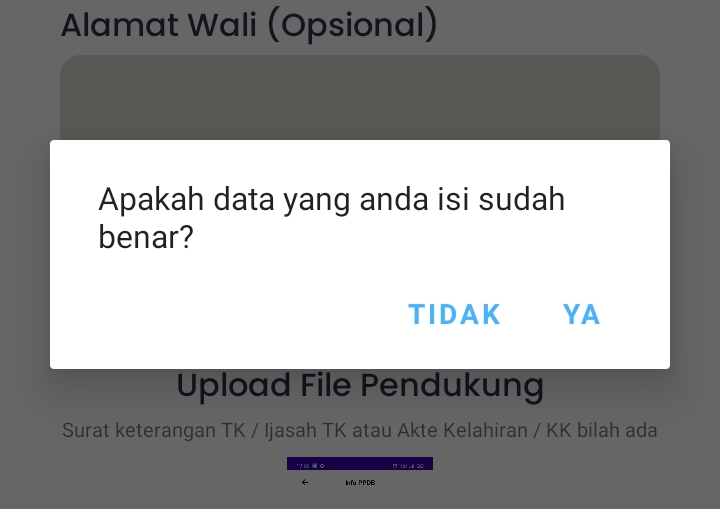 Alamat Wali (Opsional)
Apakah data yang anda isi sudah
benar?
TIDAK YA
Upload File Pendukung
Surat keterangan TK / Ijasah TK atau Akte Kelahiran / KK bilah ada
Info PPDB